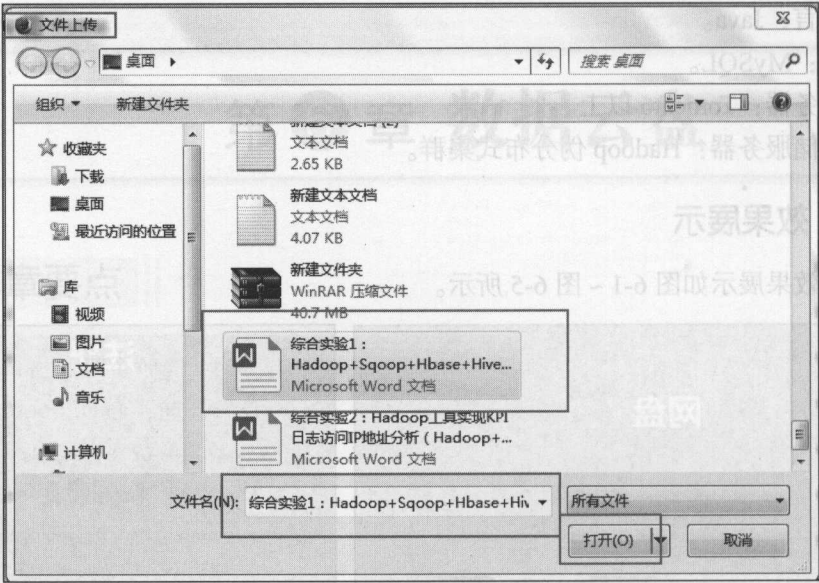 文件上传
桌面
搜索 桌面
组织
新建文件夹
收藏夹
下载
桌面
最近访问的位置
库
视频
图片
文档
音乐
计算机
文本文档
2.65 KB
新建文本文档
文本文档
4.07 KB
新建文件夹
WinRAR 压缩文件
40.7 MB
综合实验1：
Hadoop+Sqoop+Hbase+Hive...
Microsoft Word 文档
综合实验2：Hadoop工具实现KPI
日志访问IP地址分析（Hadoop+...
Microsoft Word 文档
文件名(N): 综合实验1：Hadoop+Sqoop+Hbase+Hiv
所有文件
打开(O)
取消